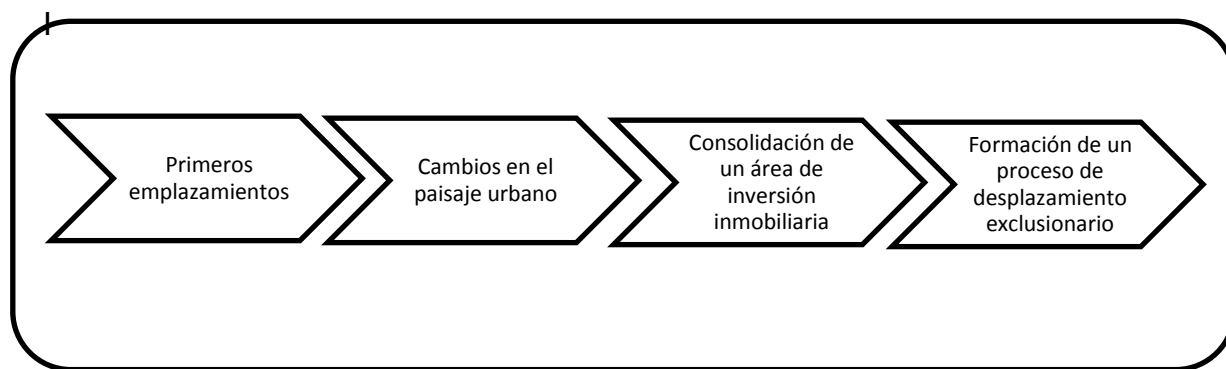 Primeros
emplazamientos
Cambios en el
paisaje urbano
Consolidación de
un área de
inversión
inmobiliaria
Formación de un
proceso de
desplazamiento
exclusionario